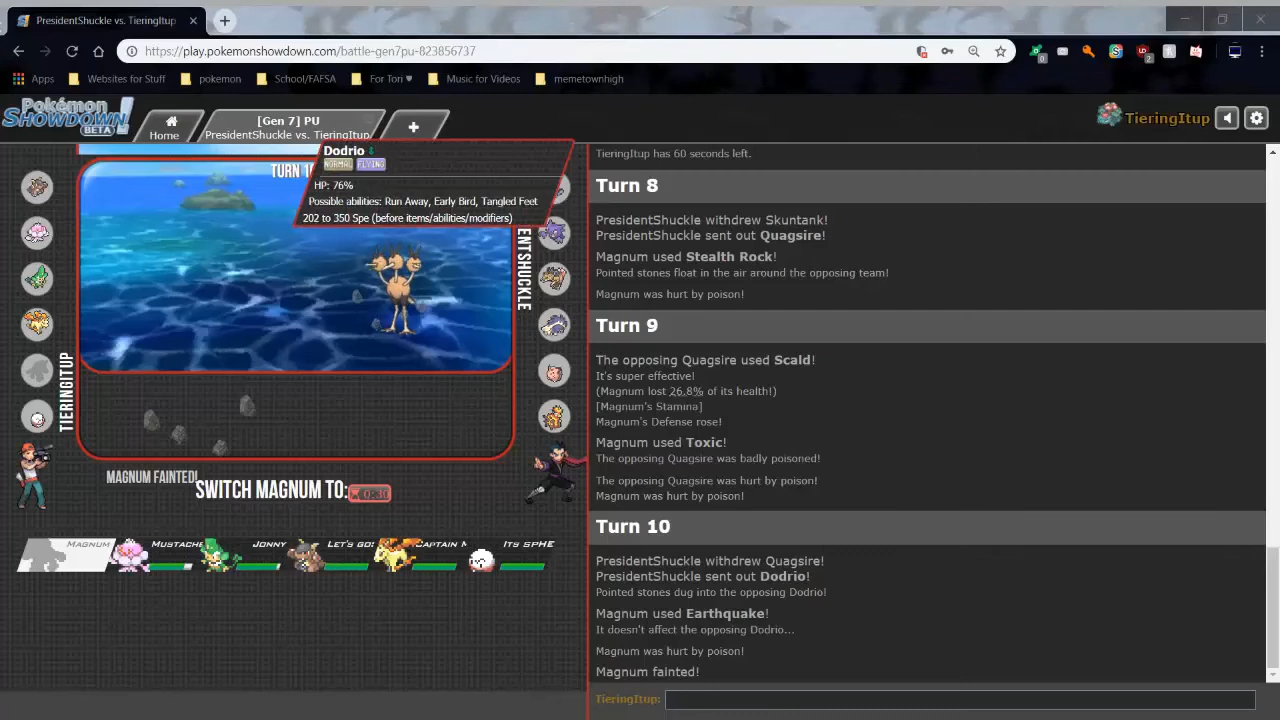 PresidentShuckle vs. TieringItup
https://play.pokemonshowdown.com/battle-gen7pu-823856737
Apps
Websites for Stuff
pokemon
School/FAFSA
For Tori ♥
Music for Videos
memetownhigh
Pokémon
SHOWDOWN!
BETA!
Home
[Gen 7] PU
PresidentShuckle vs. TieringItup
TieringItup
Dodrio
NORMAL FLYING
HP: 76%
Possible abilities: Run Away, Early Bird, Tangled Feet
202 to 350 Spe (before items/abilities/modifiers)
TURN 10
TIERINGITUP
ENTSHUCKLE
MAGNUM FAINTED!
SWITCH MAGNUM TO:
0:30
MAGNUM
MUSTACHE
JONNY
LET'S GO!
CAPTAIN M
ITS SPHE
TieringItup has 60 seconds left.
Turn 8
PresidentShuckle withdrew Skuntank!
PresidentShuckle sent out Quagsire!
Magnum used Stealth Rock!
Pointed stones float in the air around the opposing team!
Magnum was hurt by poison!
Turn 9
The opposing Quagsire used Scald!
It's super effective!
(Magnum lost 26.8% of its health!)
[Magnum's Stamina]
Magnum's Defense rose!
Magnum used Toxic!
The opposing Quagsire was badly poisoned!
The opposing Quagsire was hurt by poison!
Magnum was hurt by poison!
Turn 10
PresidentShuckle withdrew Quagsire!
PresidentShuckle sent out Dodrio!
Pointed stones dug into the opposing Dodrio!
Magnum used Earthquake!
It doesn't affect the opposing Dodrio...
Magnum was hurt by poison!
Magnum fainted!
TieringItup: